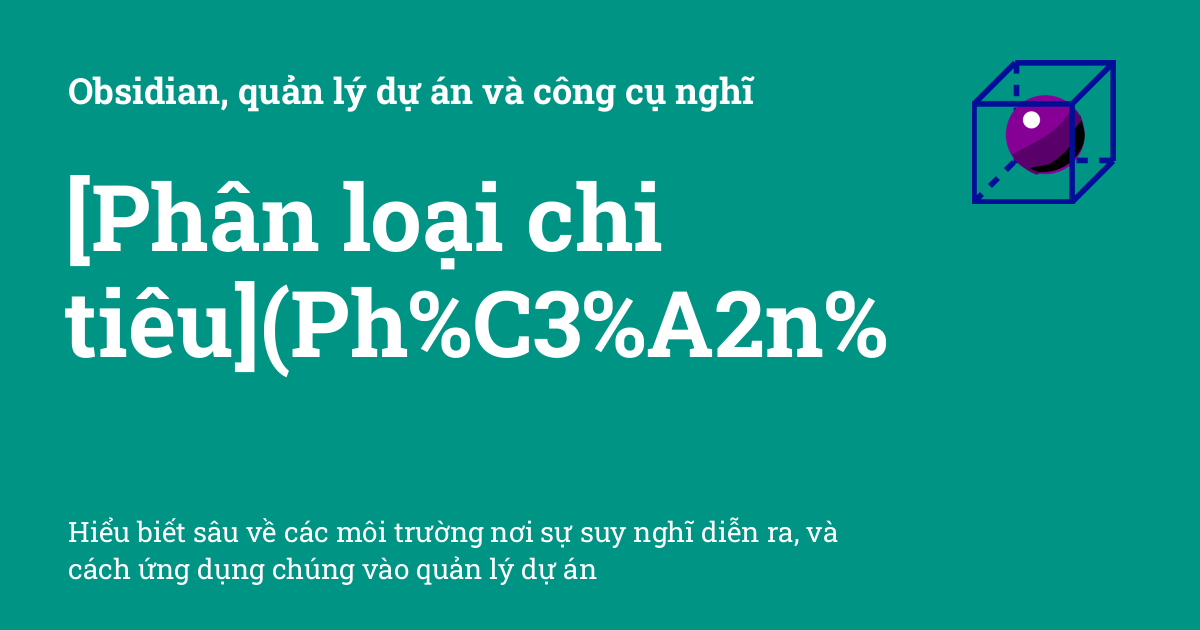 Obsidian, quản lý dự án và công cụ nghĩ
[Phân loại chi
tiêu](Ph%C3%A2n%
Hiểu biết sâu về các môi trường nơi sự suy nghĩ diễn ra, và
cách ứng dụng chúng vào quản lý dự án